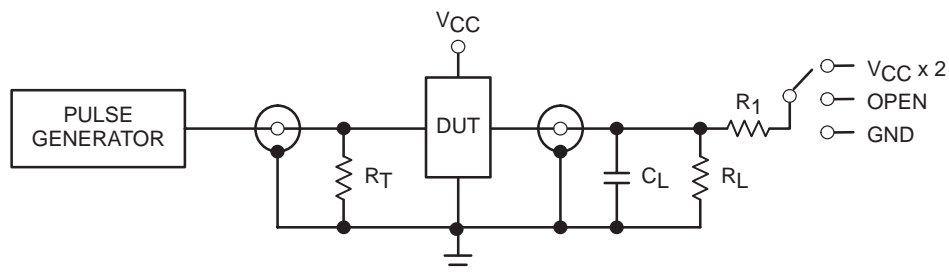 VCC
VCC x 2
R1
OPEN
PULSE
GENERATOR
DUT
GND
RT
CL
RL